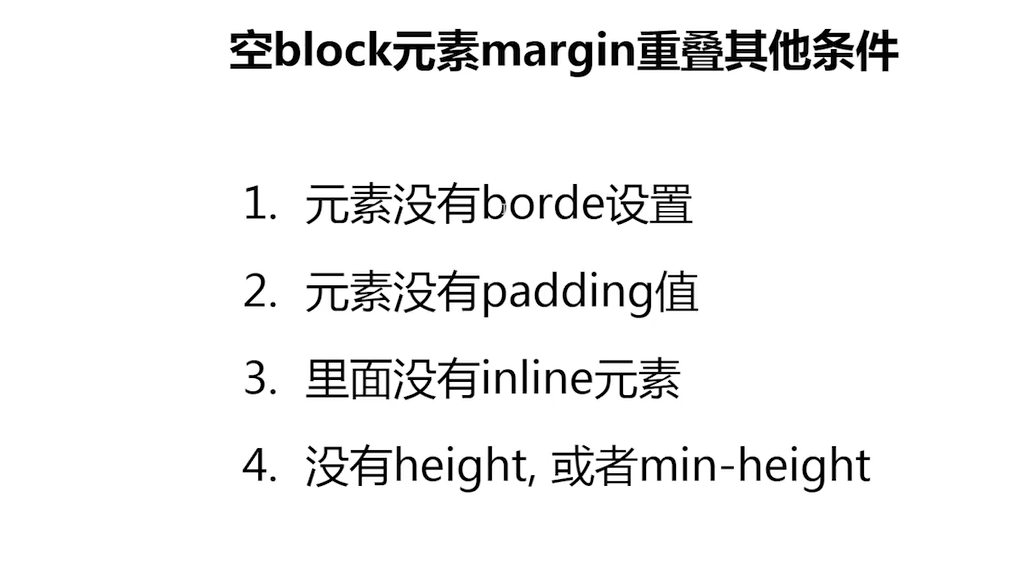 空block元素margin重叠其他条件
1. 元素没有borde设置
2. 元素没有padding值
3. 里面没有inline元素
4. 没有height, 或者min-height